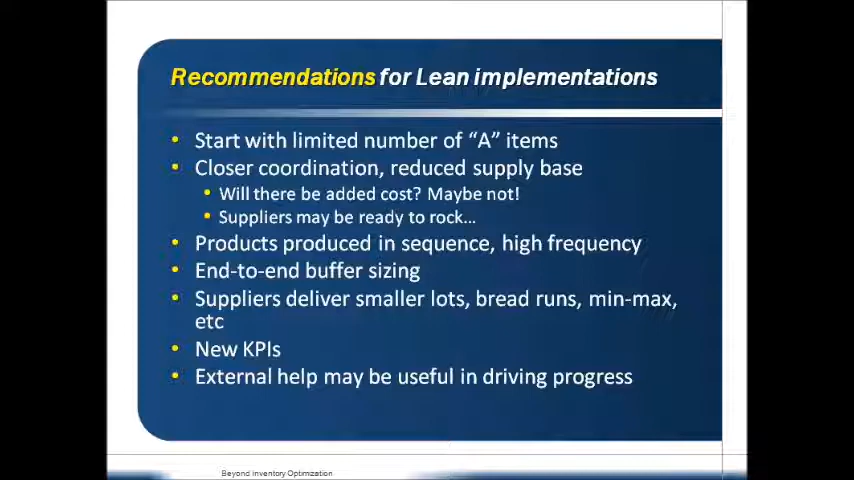 Recommendations for Lean implementations
• Start with limited number of “A” items
• Closer coordination, reduced supply base
• Will there be added cost? Maybe not!
• Suppliers may be ready to rock…
• Products produced in sequence, high frequency
• End-to-end buffer sizing
• Suppliers deliver smaller lots, bread runs, min-max,
etc
• New KPIs
• External help may be useful in driving progress
Beyond Inventory Optimization